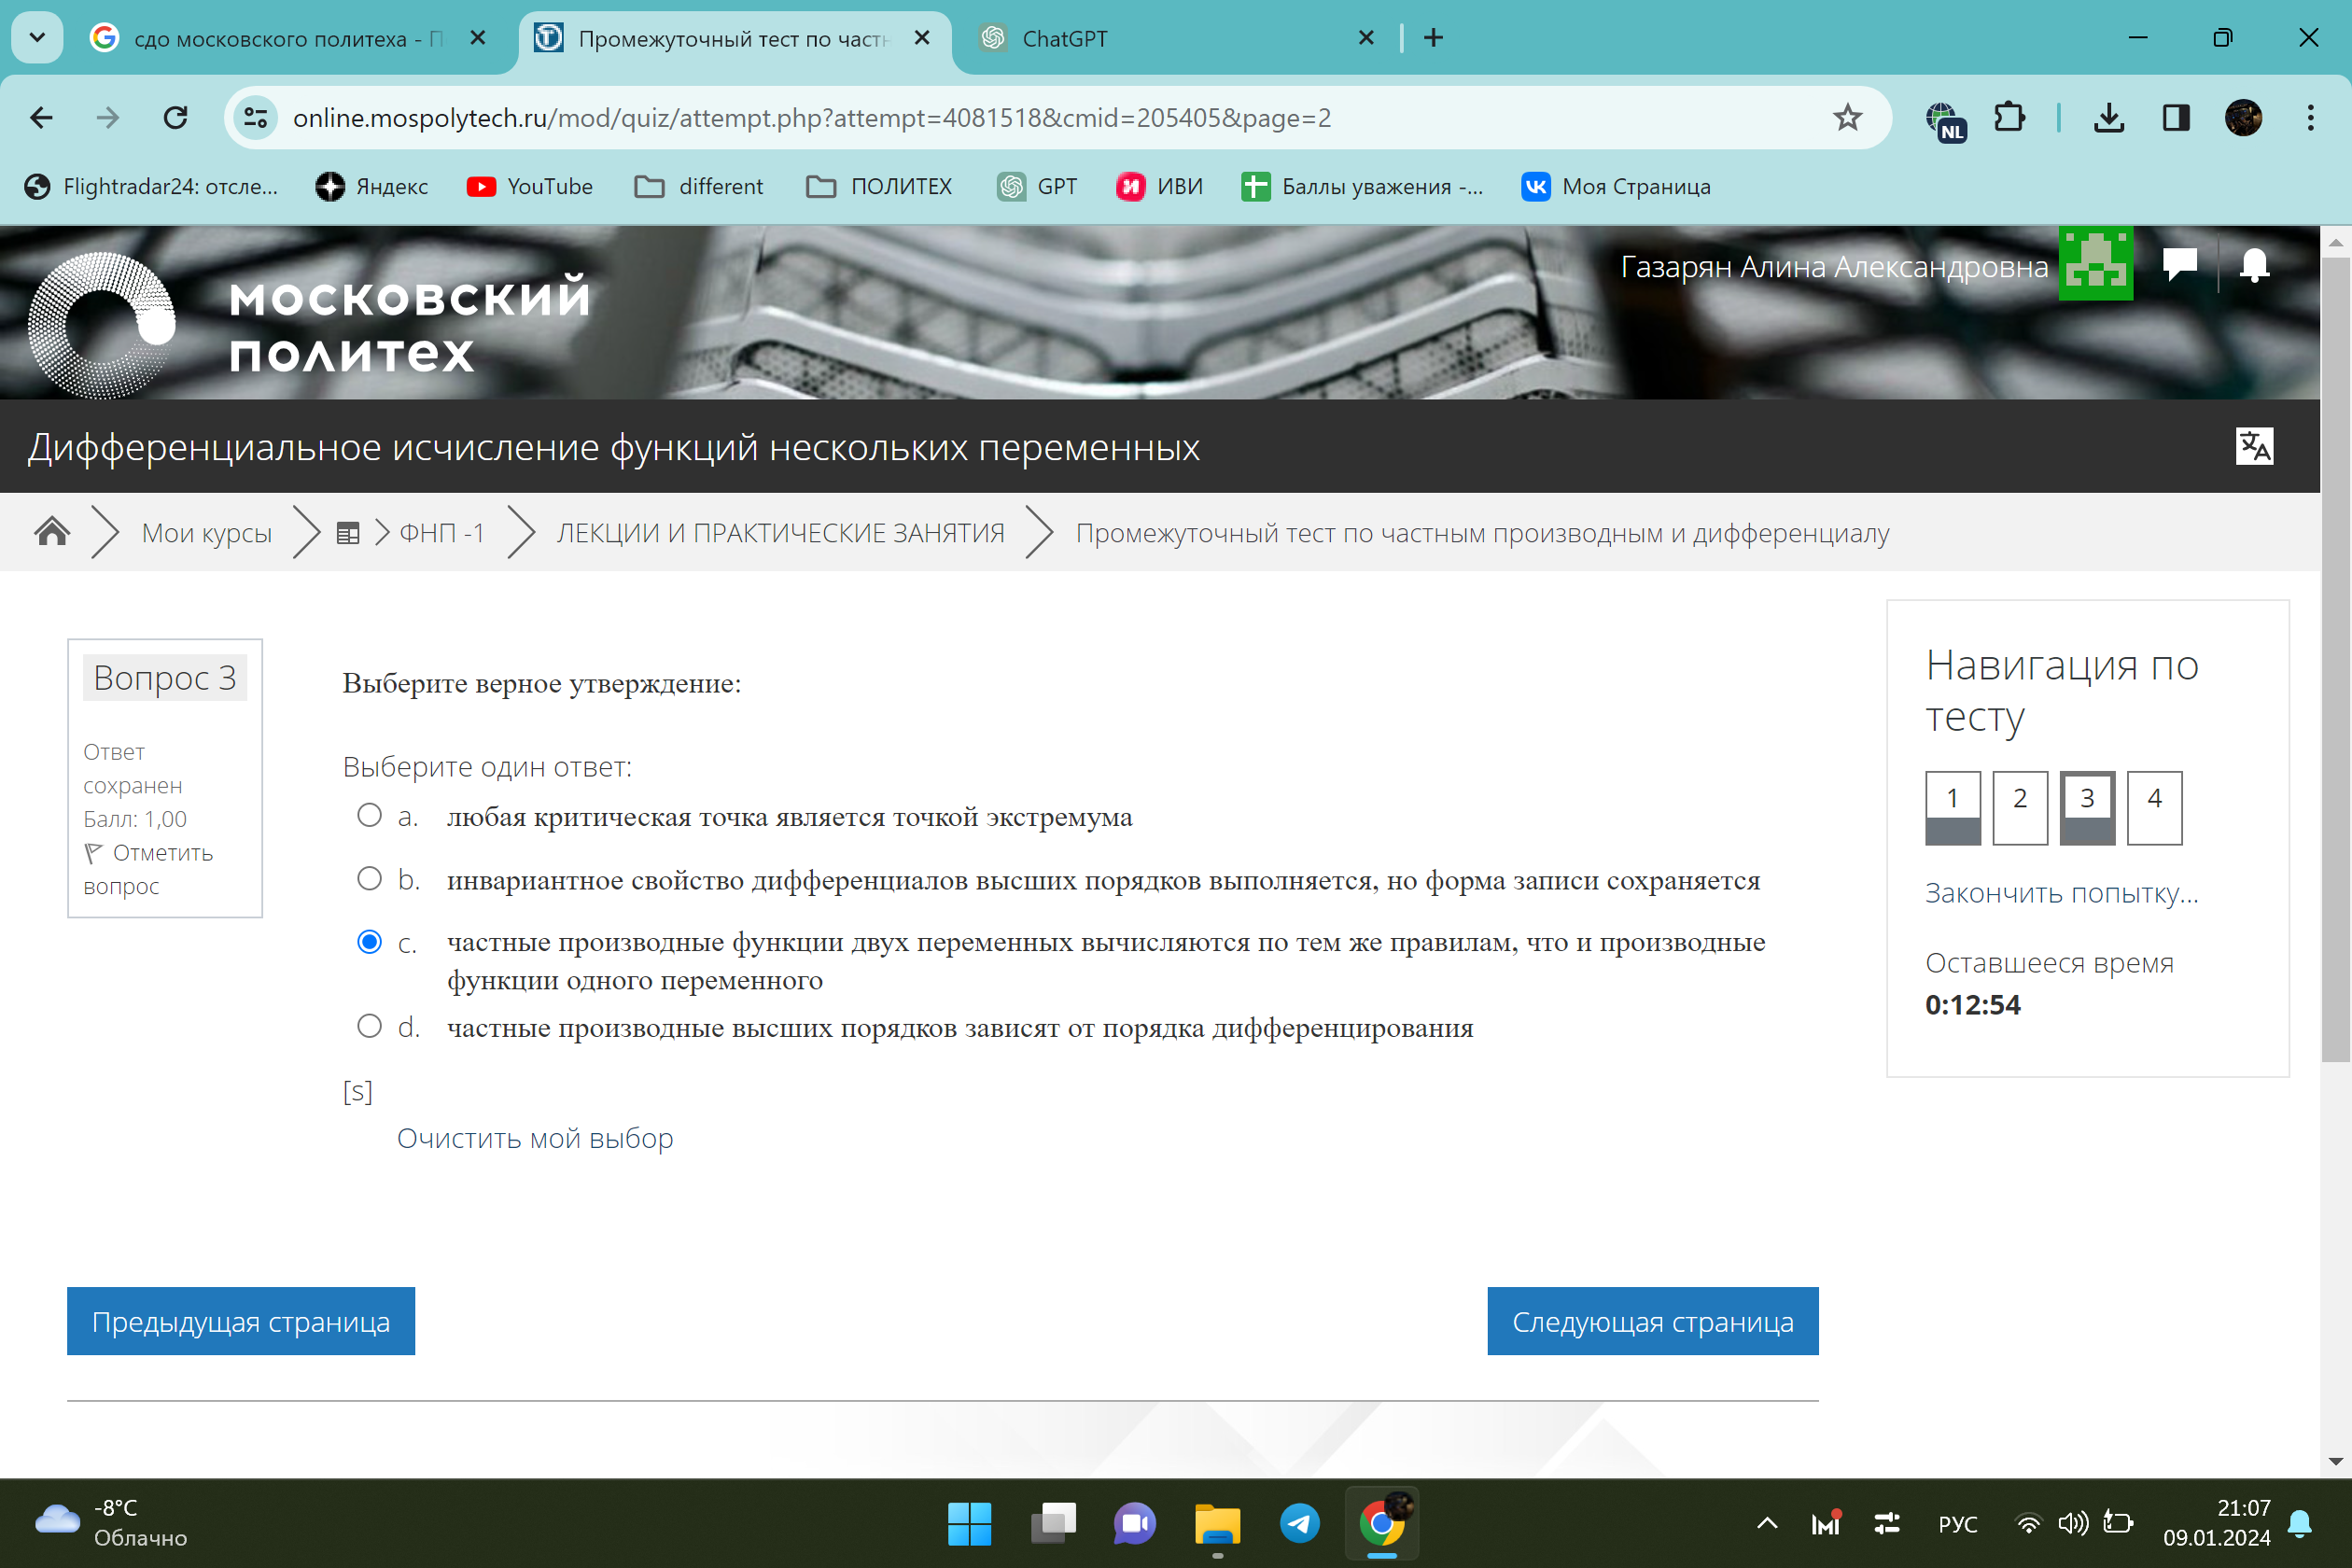 сдо московского политеха - П
Промежуточный тест по частн
ChatGPT
online.mospolytech.ru/mod/quiz/attempt.php?attempt=4081518&cmid=205405&page=2
NL
Flightradar24: отсле...
Яндекс
YouTube
different
ПОЛИТЕХ
GPT
ИВИ
Баллы уважения -...
Моя Страница
московский
политех
Газарян Алина Александровна
Дифференциальное исчисление функций нескольких переменных
Мои курсы
ФНП -1
ЛЕКЦИИ И ПРАКТИЧЕСКИЕ ЗАНЯТИЯ
Промежуточный тест по частным производным и дифференциалу
Вопрос 3
Ответ
сохранен
Балл: 1,00
Отметить
вопрос
Выберите верное утверждение:
Выберите один ответ:
a. любая критическая точка является точкой экстремума
b. инвариантное свойство дифференциалов высших порядков выполняется, но форма записи сохраняется
c. частные производные функции двух переменных вычисляются по тем же правилам, что и производные
функции одного переменного
d. частные производные высших порядков зависят от порядка дифференцирования
[s]
Очистить мой выбор
Навигация по
тесту
1 2 3 4
Закончить попытку...
Оставшееся время
0:12:54
Предыдущая страница
Следующая страница
-8°C
Облачно
РУС
21:07
09.01.2024